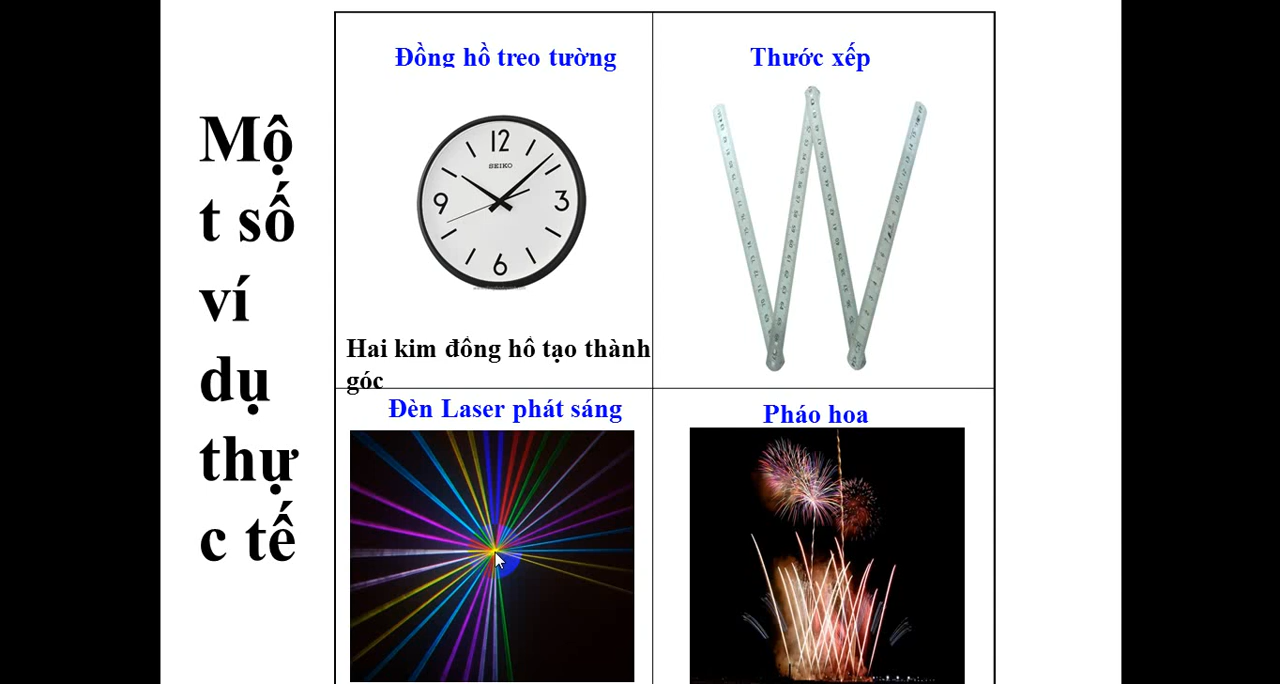 Mộ
t số
ví
dụ
thự
c tế
Đồng hồ treo tường
12
SEIKO
9
3
6
Hai kim đồng hồ tạo thành
góc
Thước xếp
Đèn Laser phát sáng
Pháo hoa